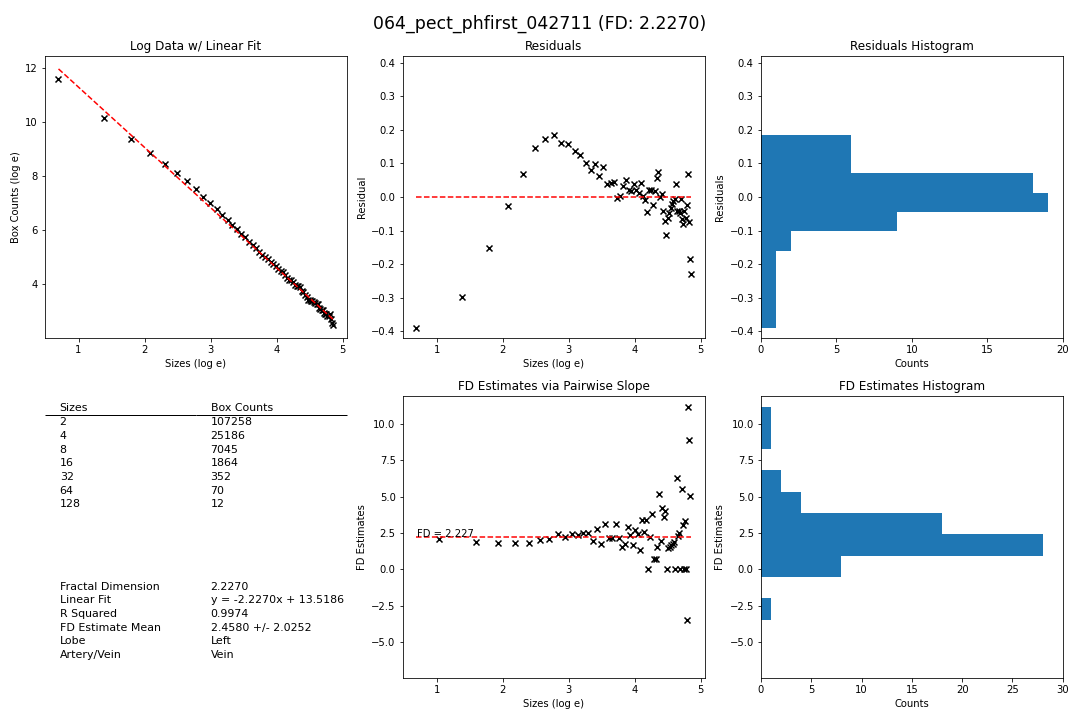 064_pect_phfirst_042711 (FD: 2.2270)
Log Data w/ Linear Fit
Box Counts (log e)
12
10
8
6
4
1 2 3 4 5
Sizes (log e)
Residuals
Residual
0.4
0.3
0.2
0.1
0.0
−0.1
−0.2
−0.3
−0.4
1 2 3 4 5
Sizes (log e)
Residuals Histogram
Residuals
0.4
0.3
0.2
0.1
0.0
−0.1
−0.2
−0.3
−0.4
0 5 10 15 20
Counts
Sizes Box Counts
2 107258
4 25186
8 7045
16 1864
32 352
64 70
128 12
Fractal Dimension 2.2270
Linear Fit y = -2.2270x + 13.5186
R Squared 0.9974
FD Estimate Mean 2.4580 +/- 2.0252
Lobe Left
Artery/Vein Vein
FD Estimates via Pairwise Slope
FD Estimates
10.0
7.5
5.0
2.5
0.0
−2.5
−5.0
FD = 2.227
1 2 3 4 5
Sizes (log e)
FD Estimates Histogram
FD Estimates
10.0
7.5
5.0
2.5
0.0
−2.5
−5.0
0 5 10 15 20 25 30
Counts